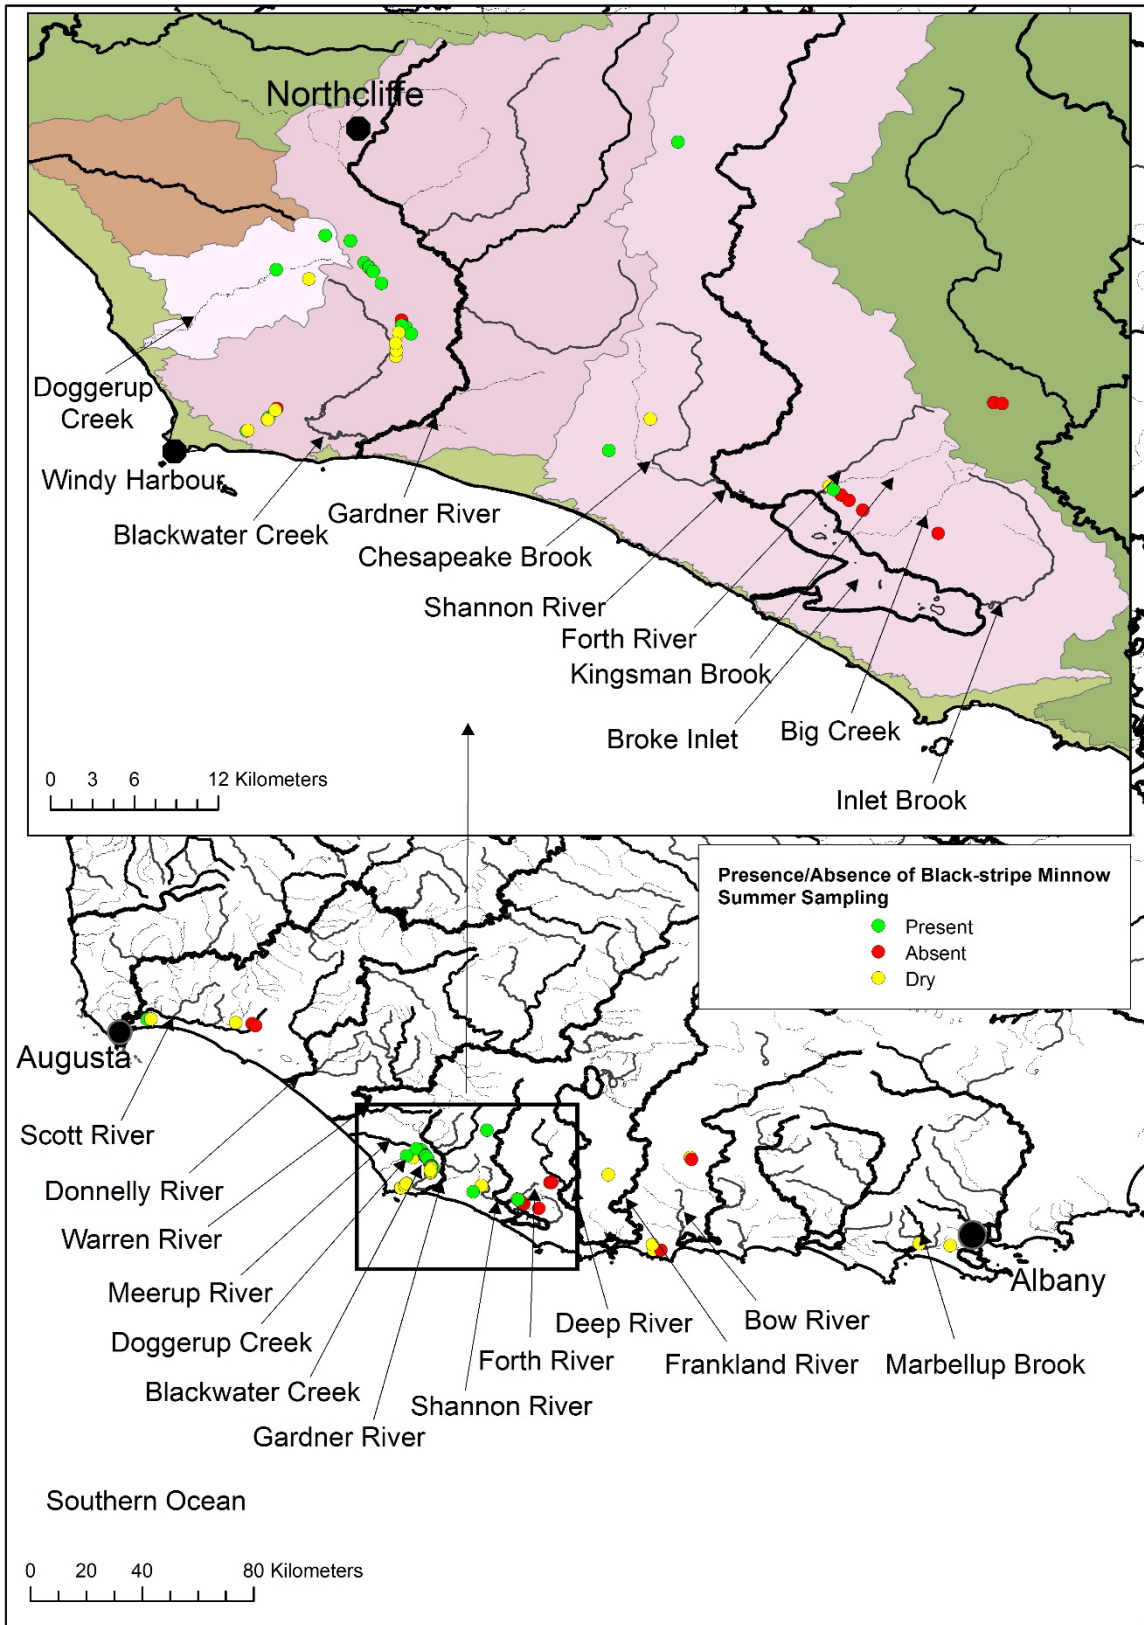 Northcliffe
Doggerup
Creek
Windy Harbour
Blackwater Creek
Gardner River
Chesapeake Brook
Shannon River
Forth River
Kingsman Brook
Broke Inlet
Big Creek
Inlet Brook
0 3 6 12 Kilometers
Presence/Absence of Black-stripe Minnow
Summer Sampling
Present
Absent
Dry
Augusta
Scott River
Donnelly River
Warren River
Meerup River
Doggerup Creek
Blackwater Creek
Gardner River
Shannon River
Forth River
Deep River
Frankland River
Bow River
Marbellup Brook
Albany
Southern Ocean
0 20 40 80 Kilometers